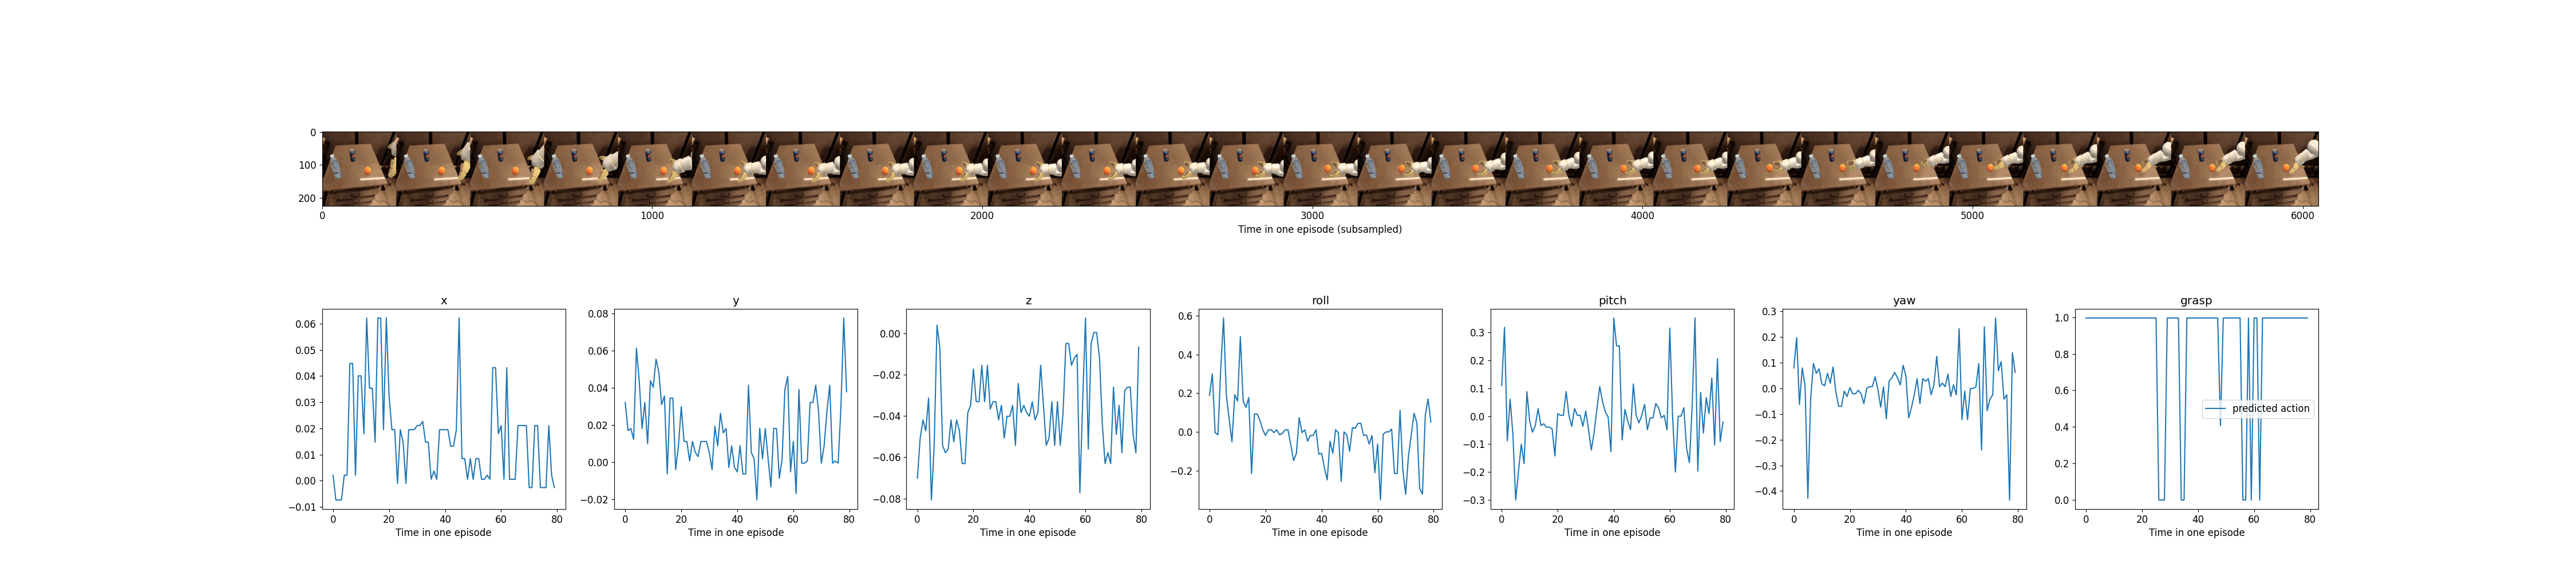 0
100
200
0 1000 2000 3000 4000 5000 6000
Time in one episode (subsampled)
x
0.06
0.05
0.04
0.03
0.02
0.01
0.00
−0.01
0 20 40 60 80
Time in one episode
y
0.08
0.06
0.04
0.02
0.00
−0.02
0 20 40 60 80
Time in one episode
z
0.00
−0.02
−0.04
−0.06
−0.08
0 20 40 60 80
Time in one episode
roll
0.6
0.4
0.2
0.0
−0.2
0 20 40 60 80
Time in one episode
pitch
0.3
0.2
0.1
0.0
−0.1
−0.2
−0.3
0 20 40 60 80
Time in one episode
yaw
0.3
0.2
0.1
0.0
−0.1
−0.2
−0.3
−0.4
0 20 40 60 80
Time in one episode
grasp
1.0
0.8
0.6
0.4
0.2
0.0
predicted action
0 20 40 60 80
Time in one episode